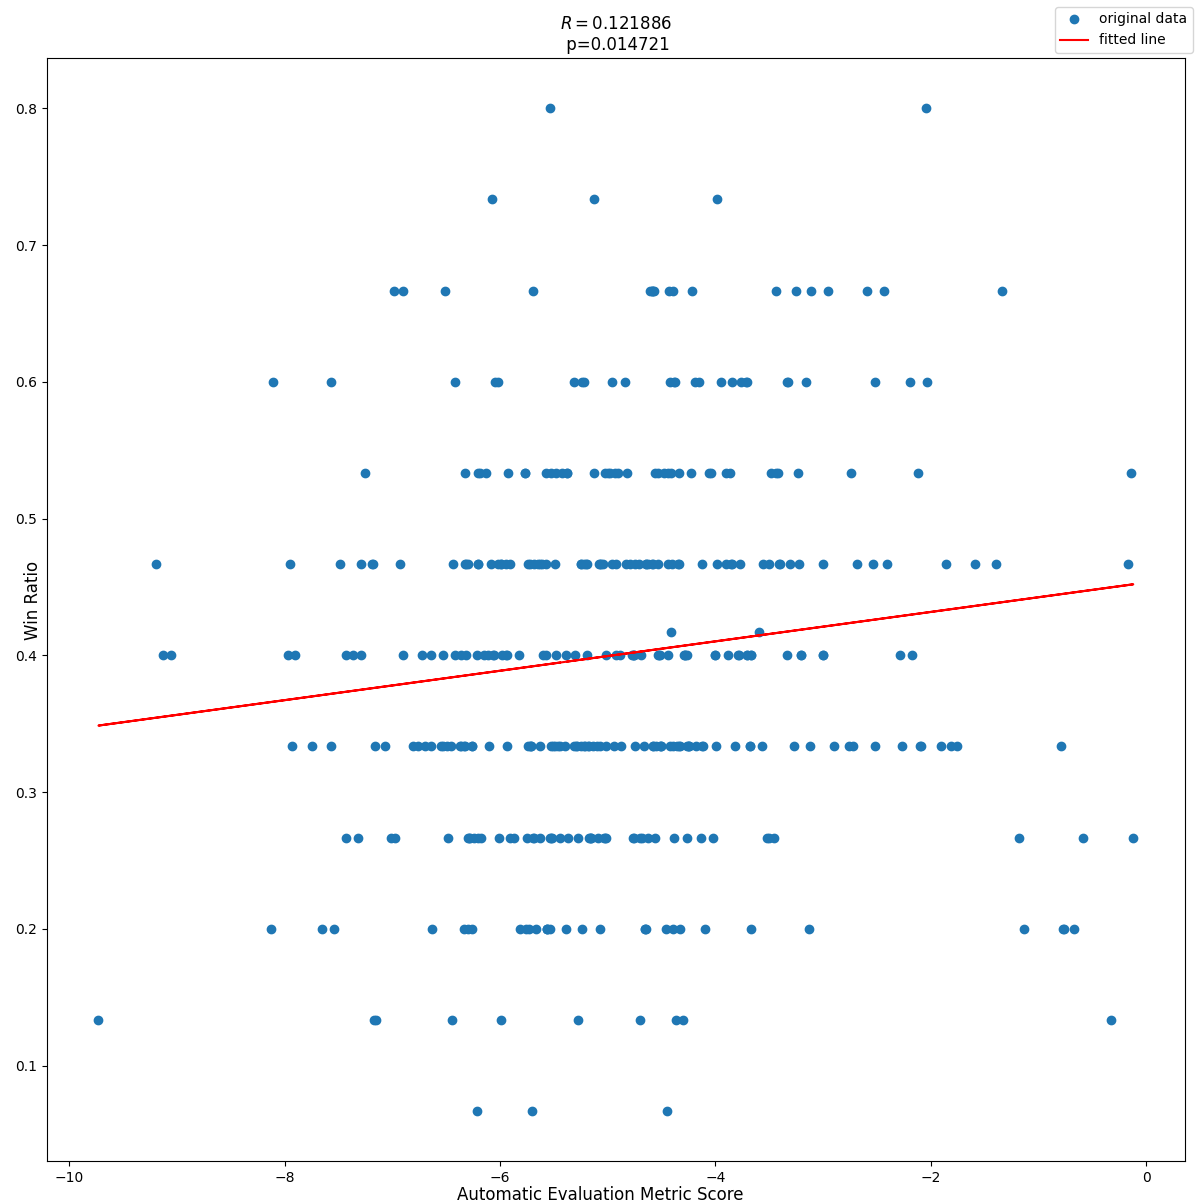 R = 0.121886
p=0.014721
original data
fitted line
0.8
0.7
0.6
0.5
0.4
0.3
0.2
0.1
Win Ratio
−10
−8
−6
−4
−2
0
Automatic Evaluation Metric Score